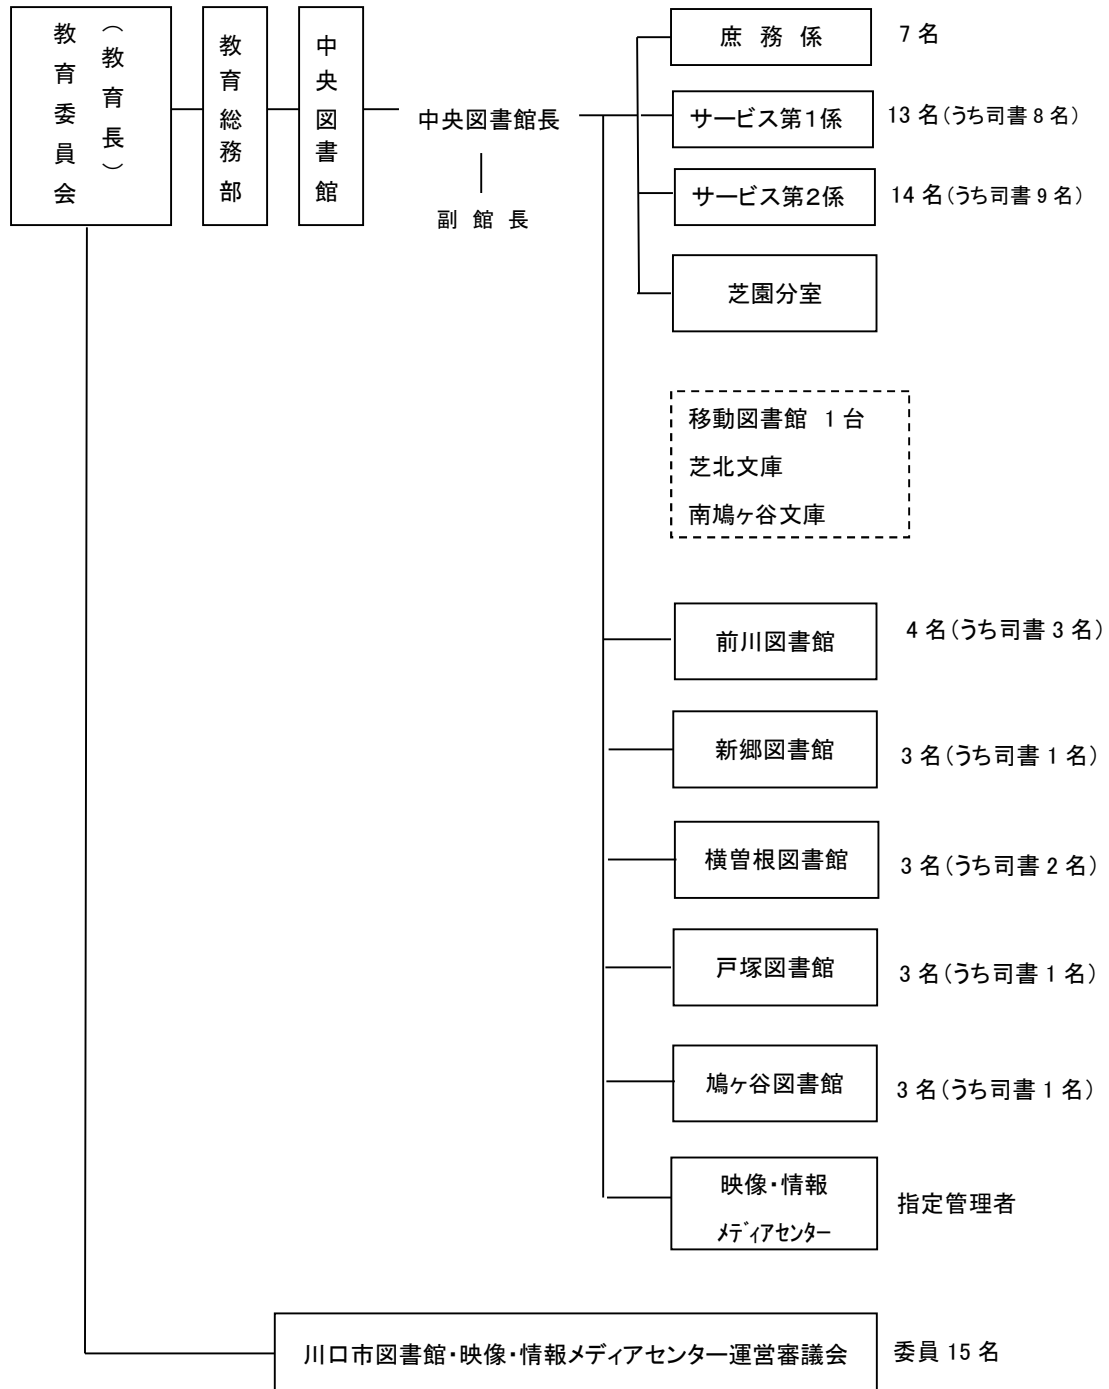 教育委員会
（教育長）
教育総務部
中央図書館
中央図書館長
副 館 長
庶 務 係
7 名
サービス第1係
13 名（うち司書 8 名）
サービス第2係
14 名（うち司書 9 名）
芝園分室
移動図書館 1 台
芝北文庫
南鳩ヶ谷文庫
前川図書館
4 名（うち司書 3 名）
新郷図書館
3 名（うち司書 1 名）
横曽根図書館
3 名（うち司書 2 名）
戸塚図書館
3 名（うち司書 1 名）
鳩ヶ谷図書館
3 名（うち司書 1 名）
映像・情報
ﾒﾃﾞｨｱｾﾝﾀｰ
指定管理者
川口市図書館・映像・情報メディアセンター運営審議会
委員 15 名